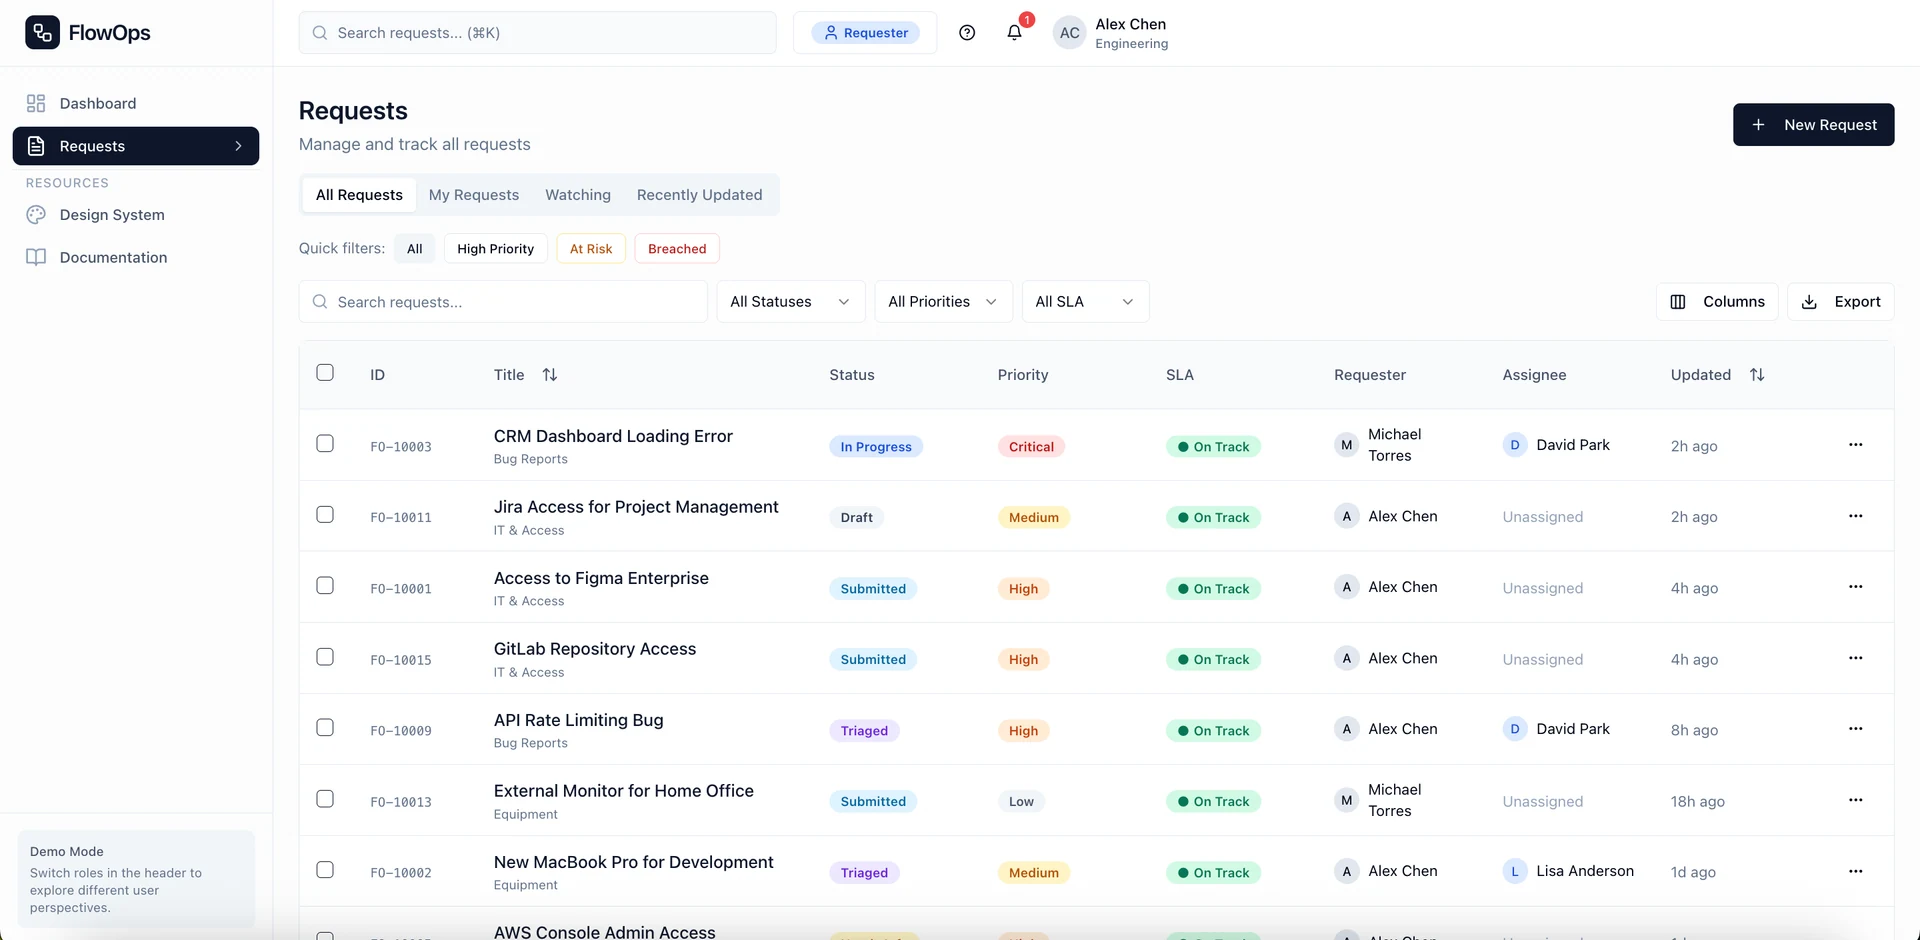 FlowOps
Search requests... (⌘K)
Requester
1
AC
Alex Chen
Engineering
Dashboard
Requests
RESOURCES
Design System
Documentation
Demo Mode
Switch roles in the header to
explore different user
perspectives.
Requests
Manage and track all requests
New Request
All Requests My Requests Watching Recently Updated
Quick filters: All High Priority At Risk Breached
Search requests... All Statuses All Priorities All SLA Columns Export
ID Title Status Priority SLA Requester Assignee Updated
FO-10003 CRM Dashboard Loading Error In Progress Critical On Track M Michael Torres D David Park 2h ago ···
Bug Reports
FO-10011 Jira Access for Project Management Draft Medium On Track A Alex Chen Unassigned 2h ago ···
IT & Access
FO-10001 Access to Figma Enterprise Submitted High On Track A Alex Chen Unassigned 4h ago ···
IT & Access
FO-10015 GitLab Repository Access Submitted High On Track A Alex Chen Unassigned 4h ago ···
IT & Access
FO-10009 API Rate Limiting Bug Triaged High On Track A Alex Chen D David Park 8h ago ···
Bug Reports
FO-10013 External Monitor for Home Office Submitted Low On Track M Michael Torres Unassigned 18h ago ···
Equipment
FO-10002 New MacBook Pro for Development Triaged Medium On Track A Alex Chen L Lisa Anderson 1d ago ···
Equipment
AWS Console Admin Access